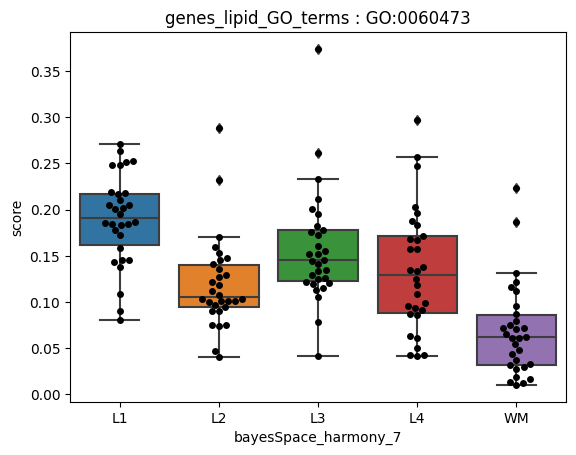 genes_lipid_GO_terms : GO:0060473
score
0.35
0.30
0.25
0.20
0.15
0.10
0.05
0.00
L1 L2 L3 L4 WM
bayesSpace_harmony_7